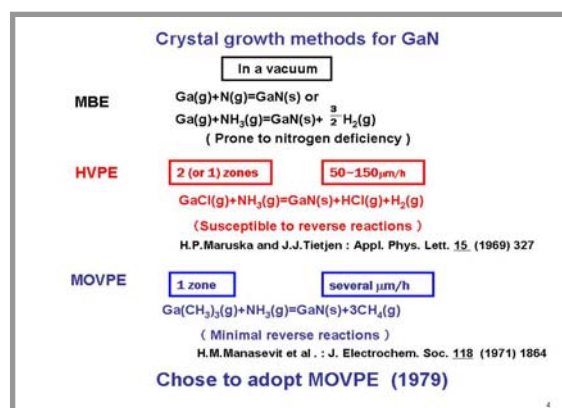 Crystal growth methods for GaN
In a vacuum
MBE
Ga(g)+N(g)=GaN(s) or
Ga(g)+NH₃(g)=GaN(s)+ 3/2 H₂(g)
( Prone to nitrogen deficiency )
HVPE
2 (or 1) zones
50~150μm/h
GaCl(g)+NH₃(g)=GaN(s)+HCl(g)+H₂(g)
(Susceptible to reverse reactions )
H.P.Maruska and J.J.Tietjen : Appl. Phys. Lett. 15 (1969) 327
MOVPE
1 zone
several μm/h
Ga(CH₃)₃(g)+NH₃(g)=GaN(s)+3CH₄(g)
( Minimal reverse reactions )
H.M.Manasevit et al . : J. Electrochem. Soc. 118 (1971) 1864
Chose to adopt MOVPE (1979)
4